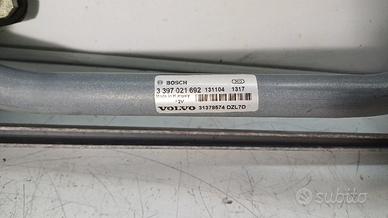 BOSCH
3 397 021 692 131104 1317
Made in Hungary
12V
VOLVO 31378574 DZL7D
subito